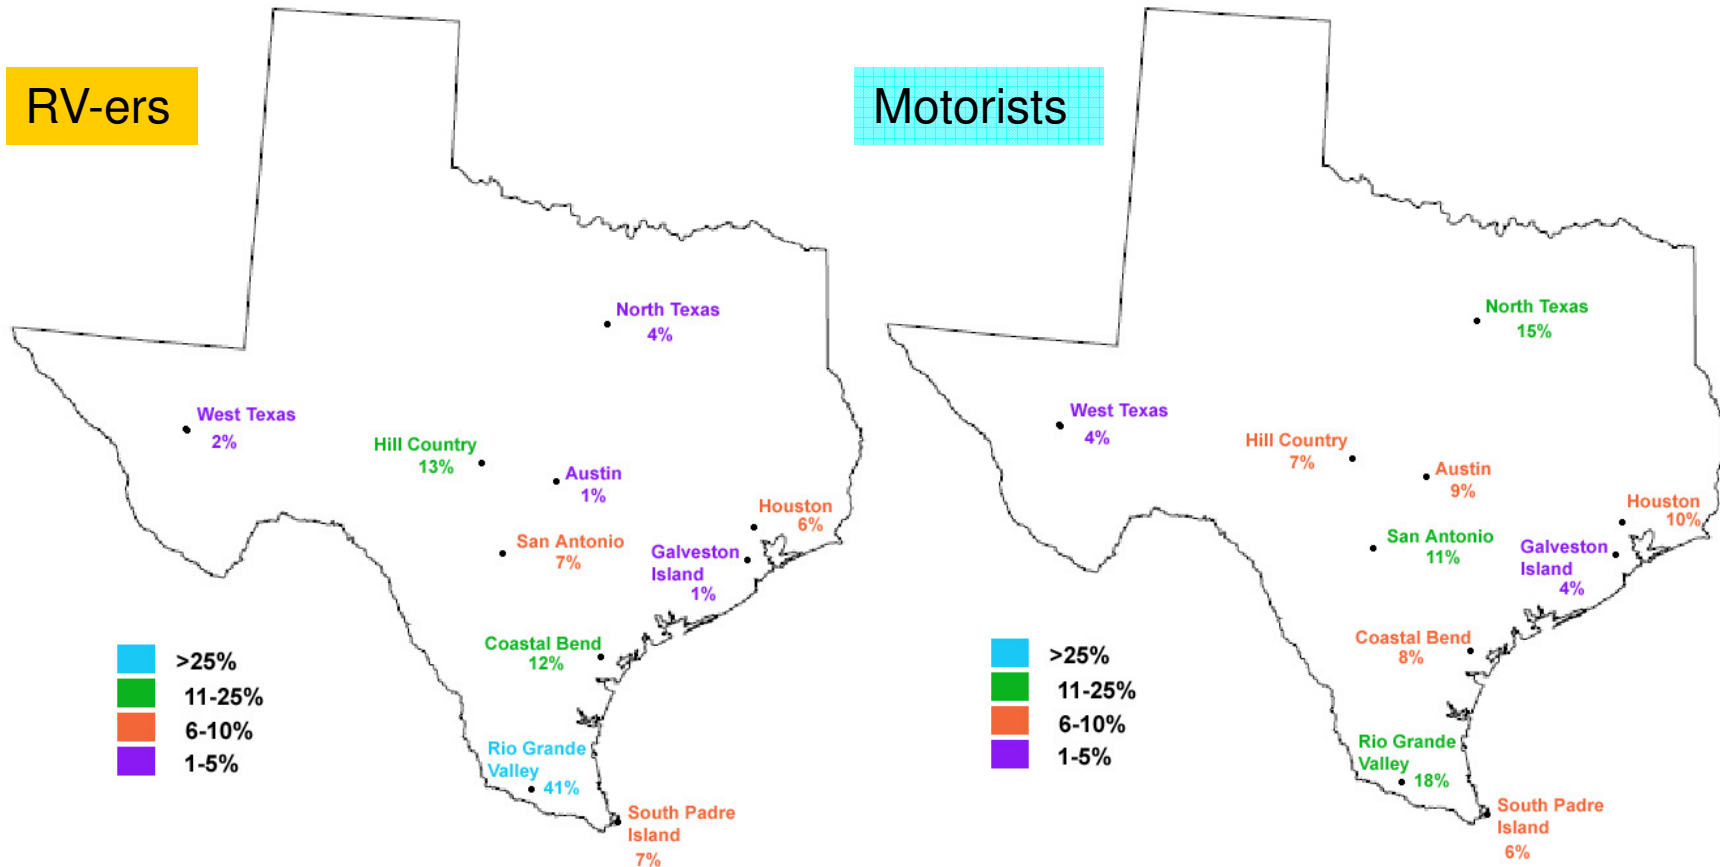 RV-ers
North Texas
4%
West Texas
2%
Hill Country
13%
Austin
1%
Houston
6%
San Antonio
7%
Galveston
Island
1%
Coastal Bend
12%
Rio Grande
Valley
41%
South Padre
Island
7%
>25%
11-25%
6-10%
1-5%
Motorists
North Texas
15%
West Texas
4%
Hill Country
7%
Austin
9%
Houston
10%
San Antonio
11%
Galveston
Island
4%
Coastal Bend
8%
Rio Grande
Valley
18%
South Padre
Island
6%
>25%
11-25%
6-10%
1-5%